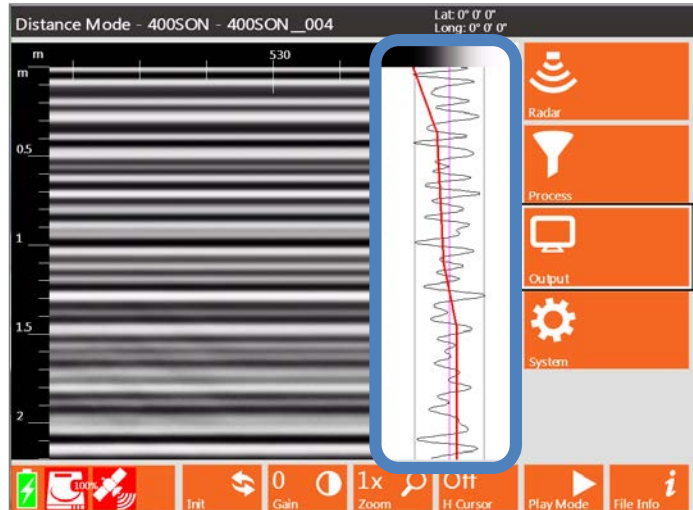 Distance Mode - 400SON - 400SON__004
Lat: 0° 0' 0"
Long: 0° 0' 0"
m
530
m
0.5
1
1.5
2
Radar
Process
Output
System
100%
Init
0
Gain
1x
Zoom
Off
H Cursor
Play Mode
i
File Info